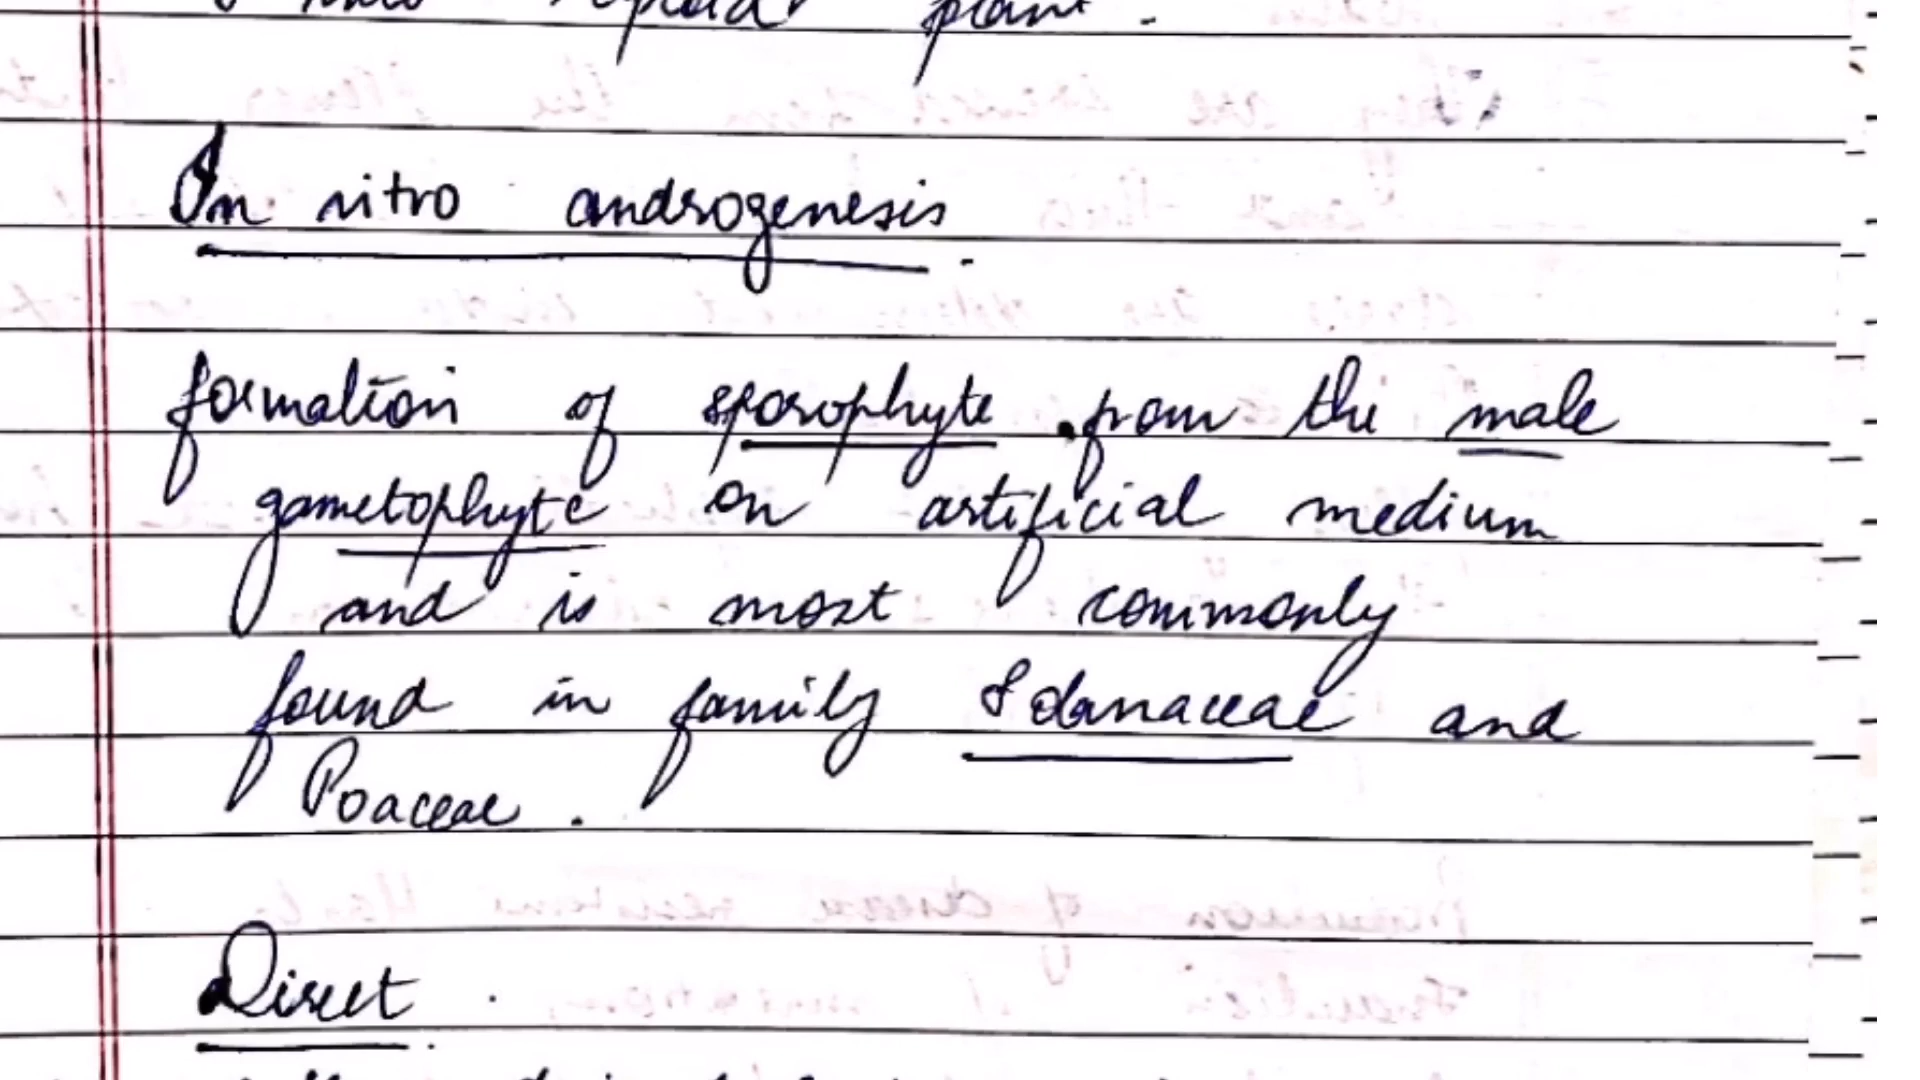 plant.
In vitro androgenesis.
formation of sporophyte from the male
gametophyte on artificial medium
and is most commonly
found in family Solanaceae and
Poaceae.
Direct.